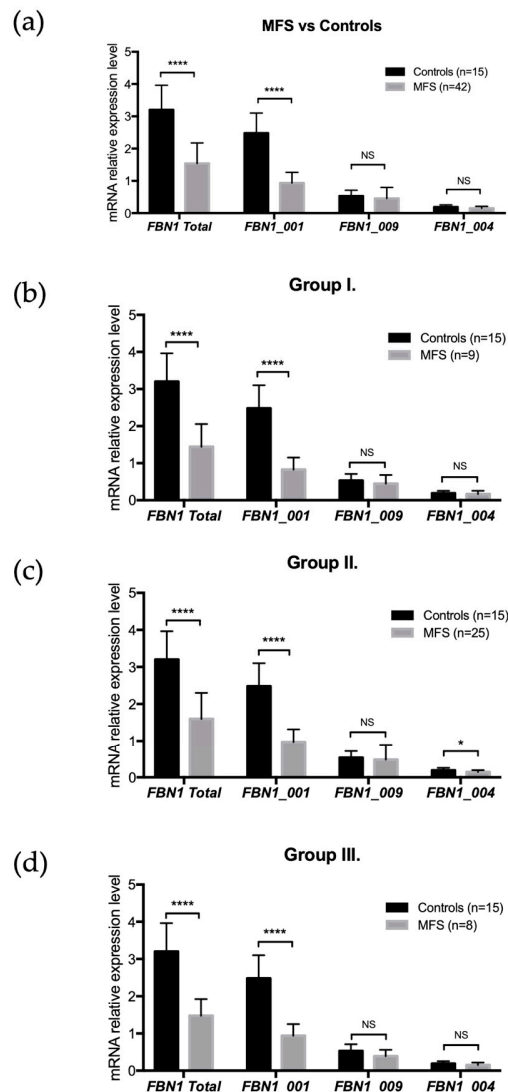 (a)
MFS vs Controls
mRNA relative expression level
5
4
3
2
1
0
**** **** NS NS
Controls (n=15)
MFS (n=42)
FBN1 Total FBN1_001 FBN1_009 FBN1_004
(b)
Group I.
mRNA relative expression level
5
4
3
2
1
0
**** **** NS NS
Controls (n=15)
MFS (n=9)
FBN1 Total FBN1_001 FBN1_009 FBN1_004
(c)
Group II.
mRNA relative expression level
5
4
3
2
1
0
**** **** NS *
Controls (n=15)
MFS (n=25)
FBN1 Total FBN1_001 FBN1_009 FBN1_004
(d)
Group III.
mRNA relative expression level
5
4
3
2
1
0
**** **** NS NS
Controls (n=15)
MFS (n=8)
FBN1 Total FBN1_001 FBN1_009 FBN1_004